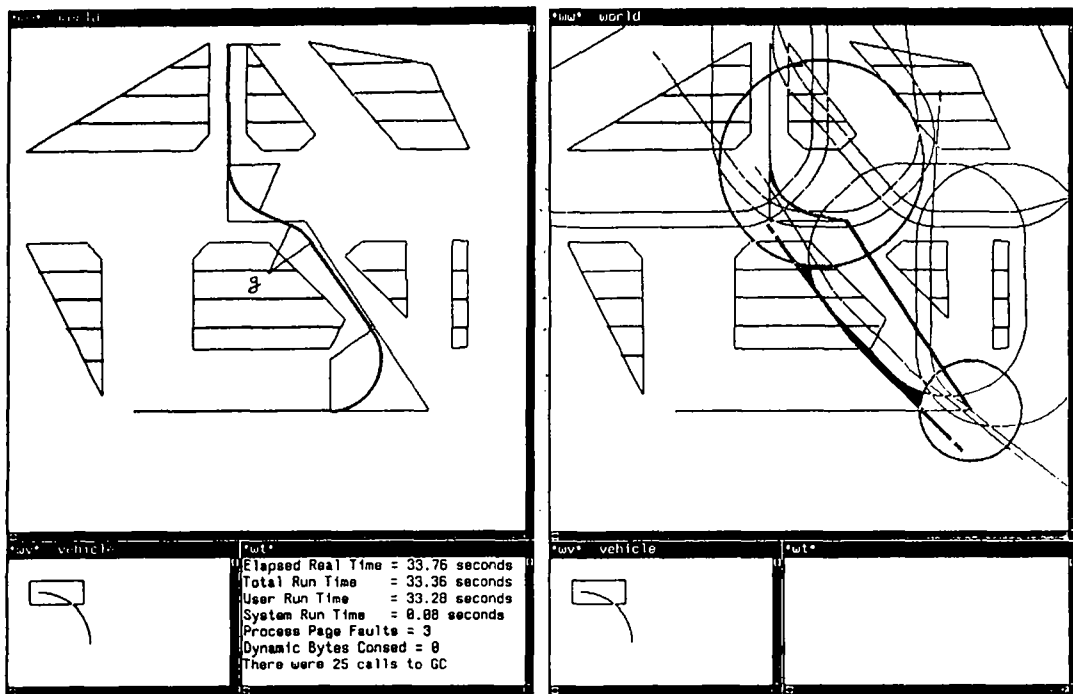 world
*ww* world
g
*wv* vehicle
*wt*
Elapsed Real Time = 33.76 seconds
Total Run Time = 33.36 seconds
User Run Time = 33.28 seconds
System Run Time = 0.08 seconds
Process Page Faults = 3
Dynamic Bytes Consed = 0
There were 25 calls to GC
*wv* vehicle
*wt*